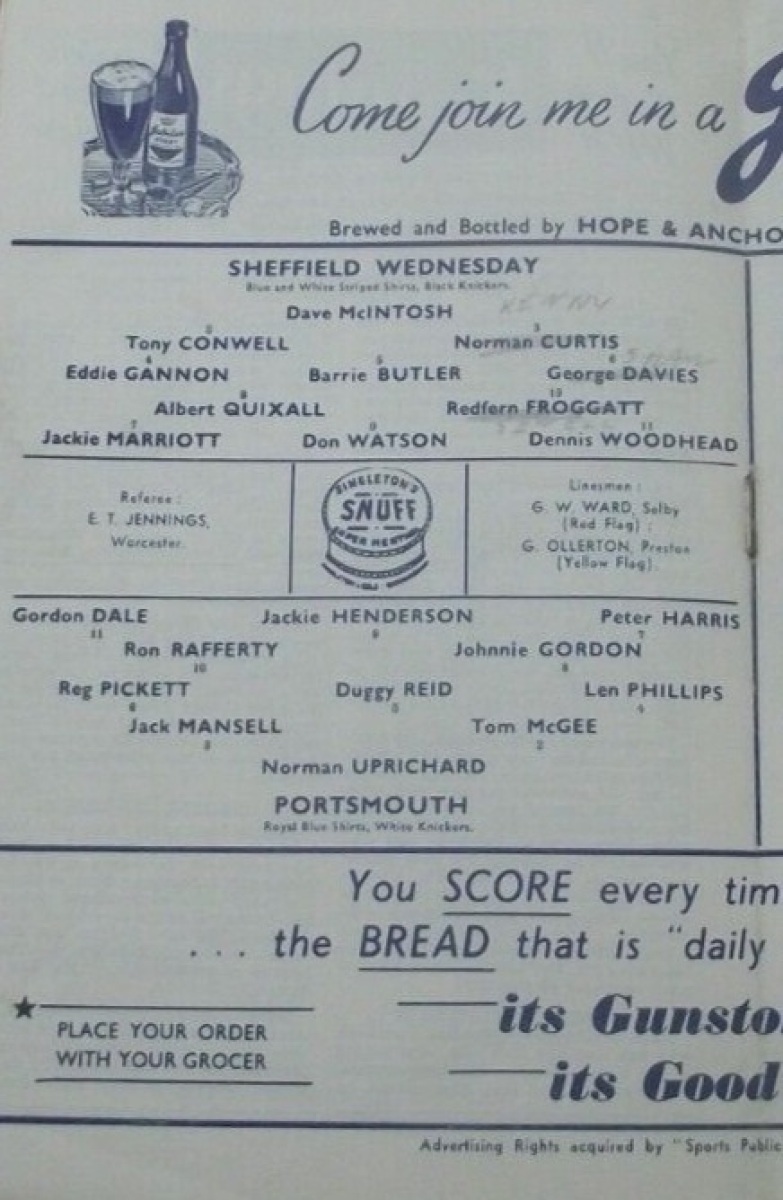 Come join me in a
Brewed and Bottled by HOPE & ANCHO
SHEFFIELD WEDNESDAY
Blue and White Striped Shirts, Black Knickers.
Dave McINTOSH
KENNY
2 3
Tony CONWELL Norman CURTIS
4 5 6
Eddie GANNON Barrie BUTLER George DAVIES
8 10
Albert QUIXALL Redfern FROGGATT
7 9 11
Jackie MARRIOTT Don WATSON Dennis WOODHEAD
Referee :
E. T. JENNINGS,
Worcester.
SINGLETON'S
SNUFF
Linesmen :
G. W. WARD, Selby
(Red Flag) ;
G. OLLERTON, Preston
(Yellow Flag).
Gordon DALE Jackie HENDERSON Peter HARRIS
11 9 7
Ron RAFFERTY Johnnie GORDON
10 8
Reg PICKETT Duggy REID Len PHILLIPS
6 5 4
Jack MANSELL Tom McGEE
3 2
Norman UPRICHARD
PORTSMOUTH
Royal Blue Shirts, White Knickers.
You SCORE every tim
. . . the BREAD that is "daily
its Gunsto
its Good
★ PLACE YOUR ORDER
WITH YOUR GROCER
Advertising Rights acquired by "Sports Public